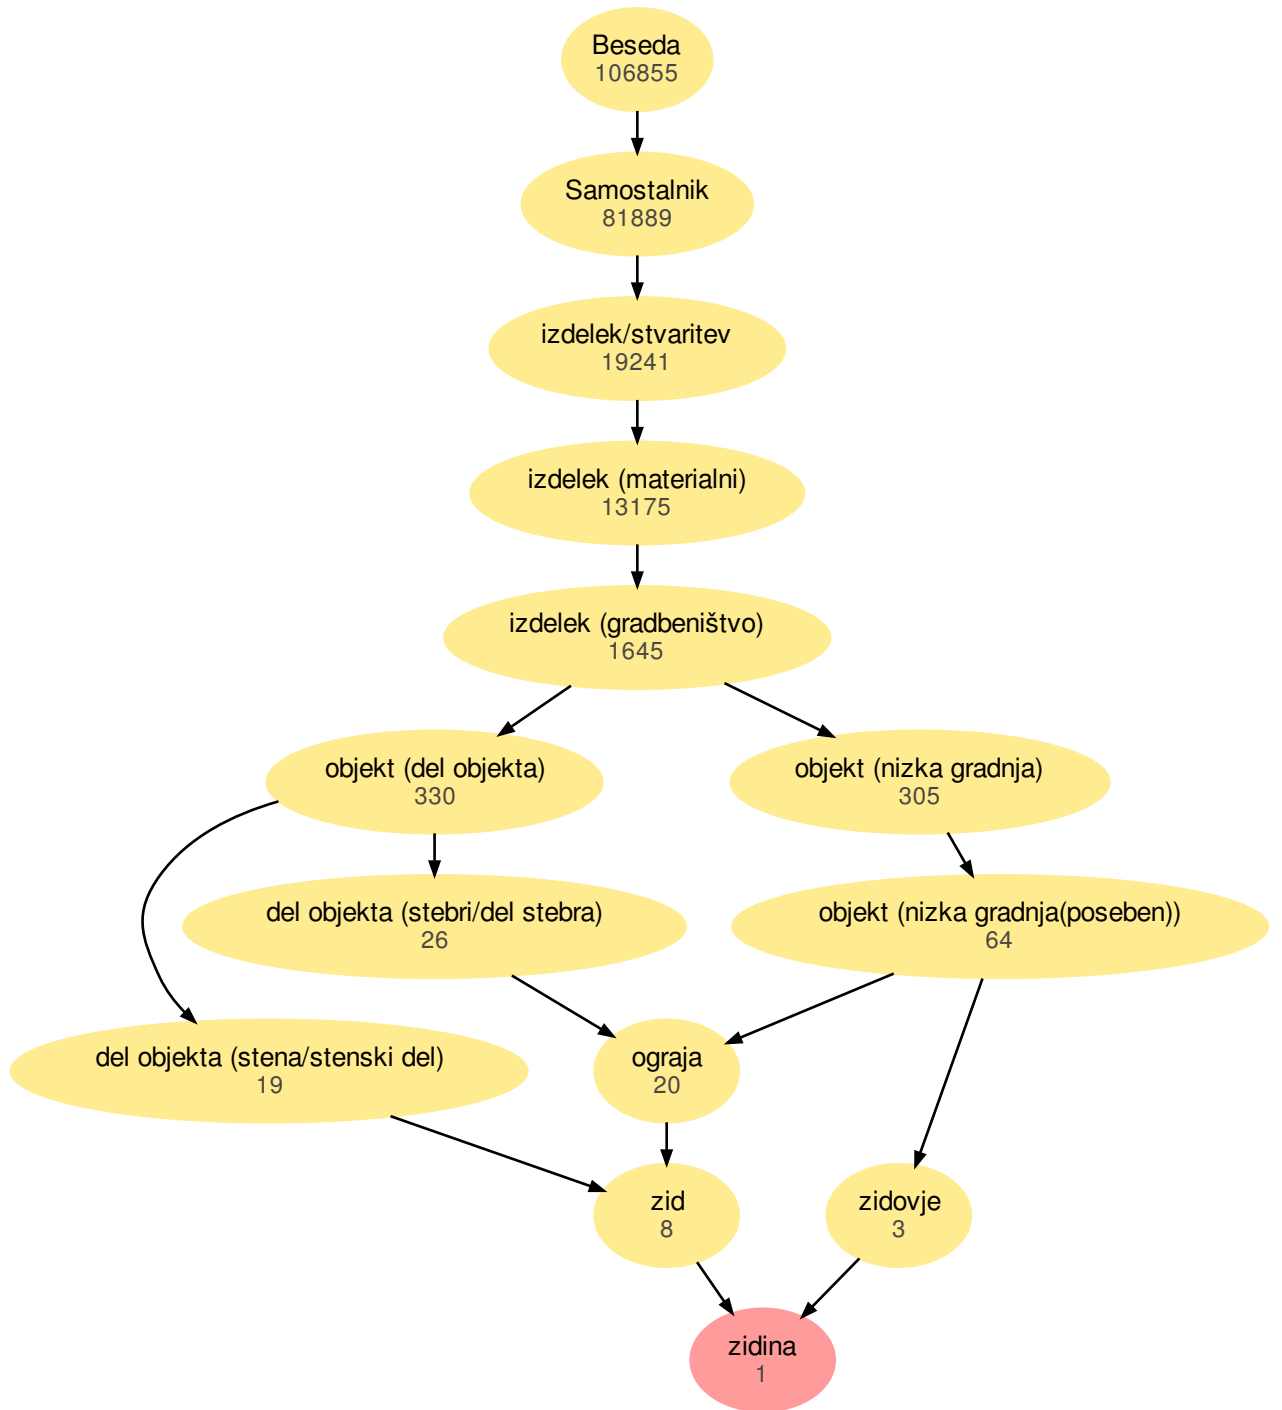 Beseda
106855
Samostalnik
81889
izdelek/stvaritev
19241
izdelek (materialni)
13175
izdelek (gradbeništvo)
1645
objekt (del objekta)
330
objekt (nizka gradnja)
305
del objekta (stebri/del stebra)
26
objekt (nizka gradnja(poseben))
64
del objekta (stena/stenski del)
19
ograja
20
zid
8
zidovje
3
zidina
1